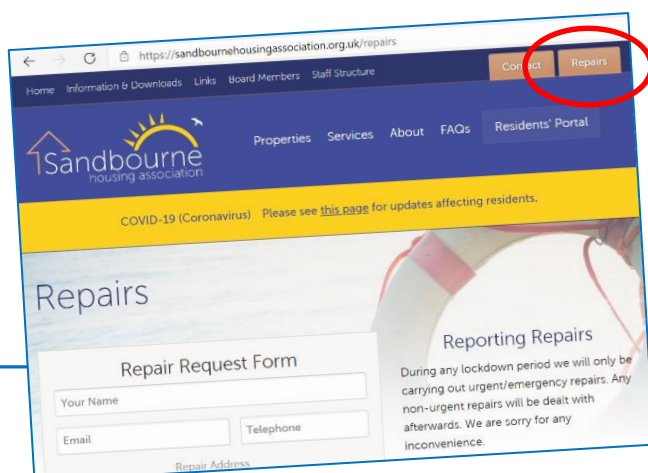 https://sandbournehousingassociation.org.uk/repairs
Home Information & Downloads Links Board Members Staff Structure Contact Repairs
Sandbourne
housing association
Properties Services About FAQs Residents' Portal
COVID-19 (Coronavirus) Please see this page for updates affecting residents.
Repairs
Repair Request Form
Your Name
Email Telephone
Repair Address
Reporting Repairs
During any lockdown period we will only be
carrying out urgent/emergency repairs. Any
non-urgent repairs will be dealt with
afterwards. We are sorry for any
inconvenience.